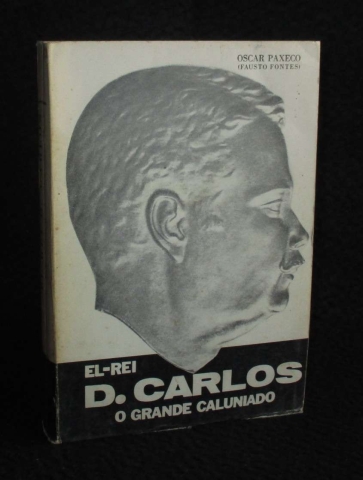 OSCAR PAXECO
(FAUSTO FONTES)
EL-REI
D. CARLOS
O GRANDE CALUNIADO